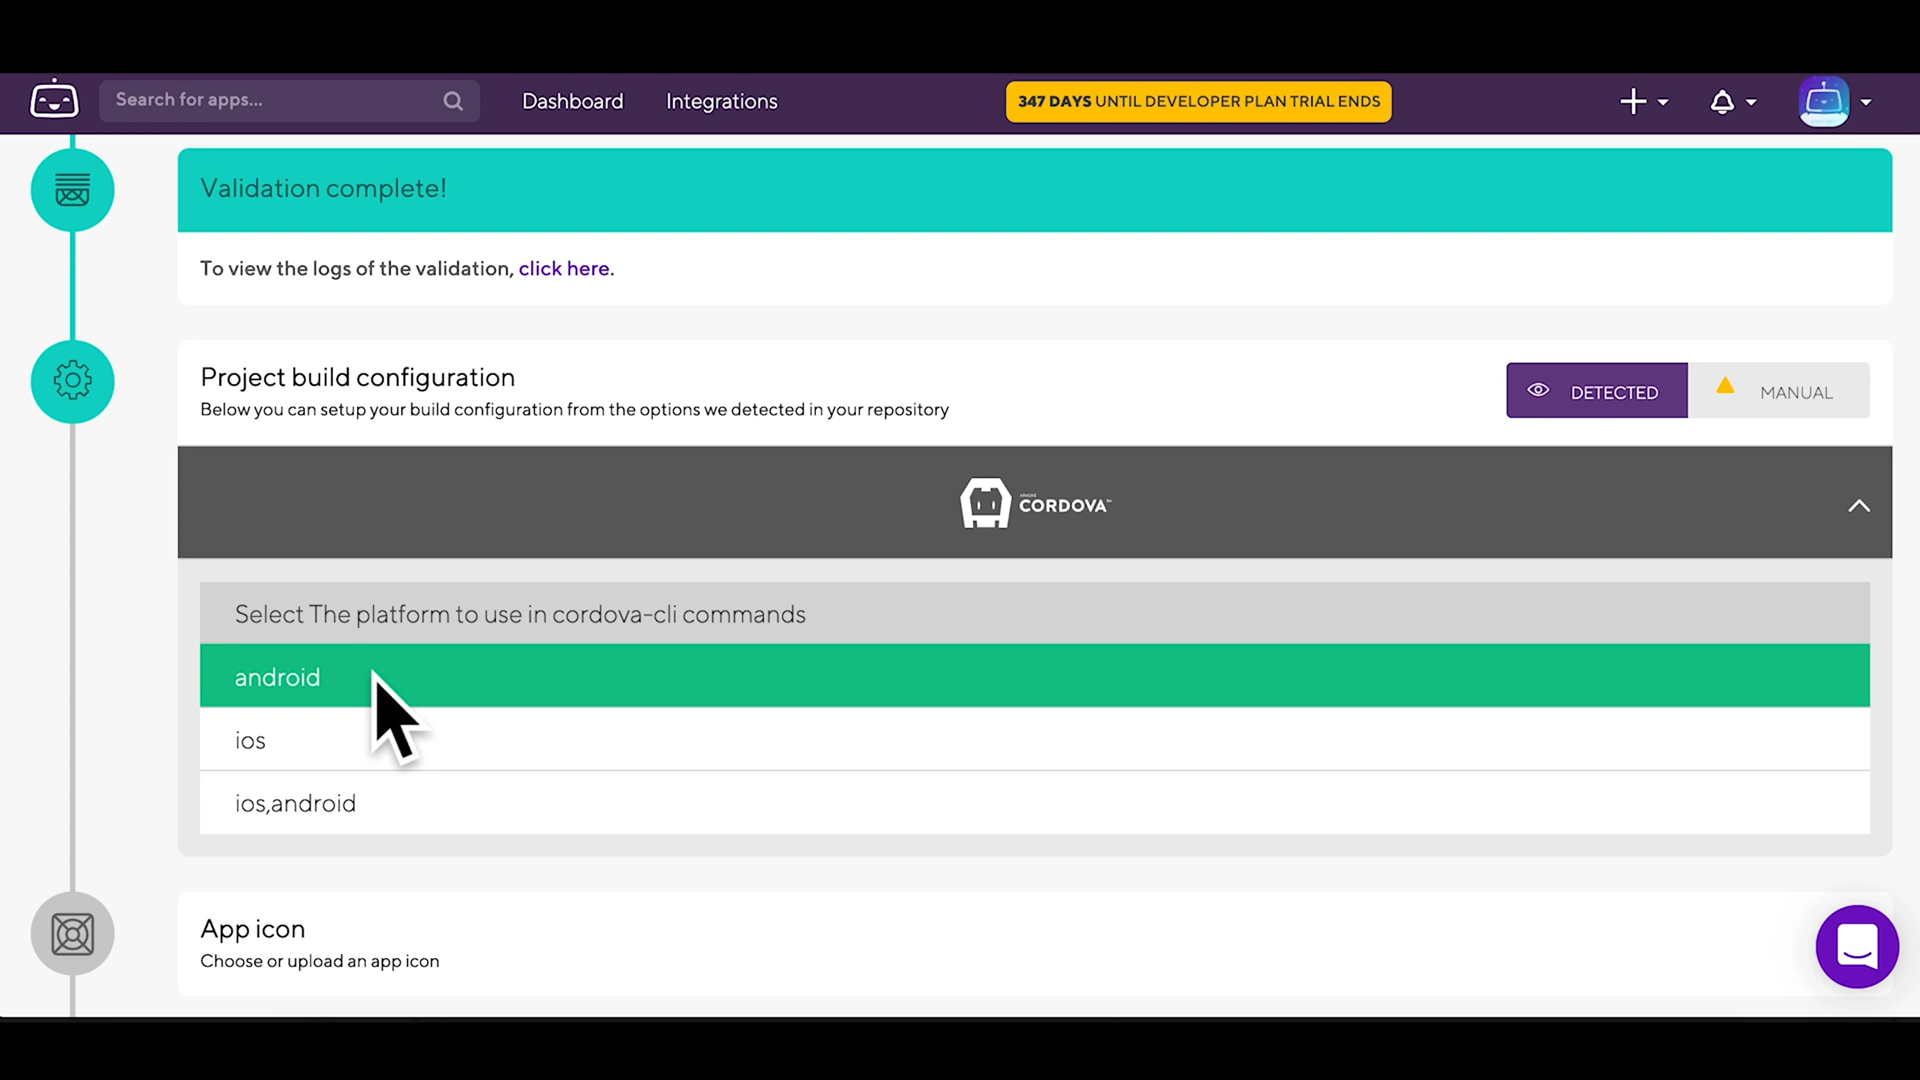 Search for apps...
Dashboard
Integrations
347 DAYS UNTIL DEVELOPER PLAN TRIAL ENDS
Validation complete!
To view the logs of the validation, click here.
Project build configuration
Below you can setup your build configuration from the options we detected in your repository
DETECTED
MANUAL
APACHE
CORDOVA™
Select The platform to use in cordova-cli commands
android
ios
ios,android
App icon
Choose or upload an app icon